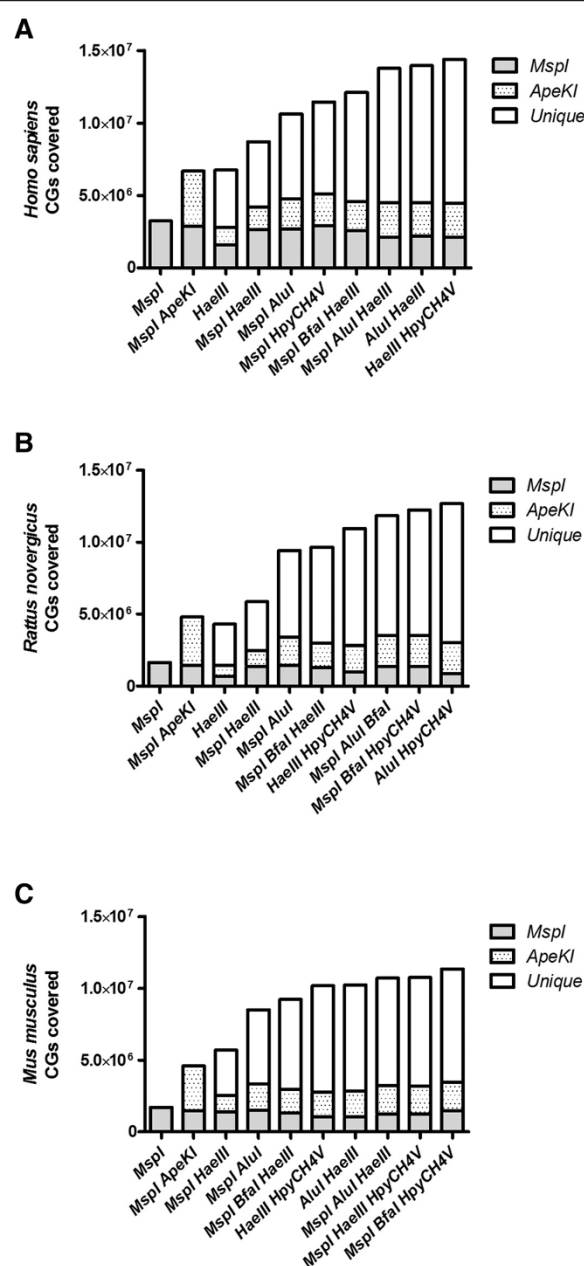 A
Homo sapiens
CGs covered
1.5×10⁷
1.0×10⁷
5.0×10⁶
0
MspI
ApeKI
Unique
MspI
MspI ApeKI
HaeIII
MspI HaeIII
MspI AluI
MspI HpyCH4V
MspI BfaI HaeIII
MspI AluI HaeIII
AluI HaeIII
HaeIII HpyCH4V
B
Rattus novergicus
CGs covered
1.5×10⁷
1.0×10⁷
5.0×10⁶
0
MspI
ApeKI
Unique
MspI
MspI ApeKI
HaeIII
MspI HaeIII
MspI AluI
MspI BfaI HaeIII
HaeIII HpyCH4V
MspI AluI BfaI
MspI BfaI HpyCH4V
AluI HpyCH4V
C
Mus musculus
CGs covered
1.5×10⁷
1.0×10⁷
5.0×10⁶
0
MspI
ApeKI
Unique
MspI
MspI ApeKI
MspI HaeIII
MspI AluI
MspI BfaI HaeIII
HaeIII HpyCH4V
AluI HaeIII
MspI AluI HaeIII
MspI HaeIII HpyCH4V
MspI BfaI HpyCH4V